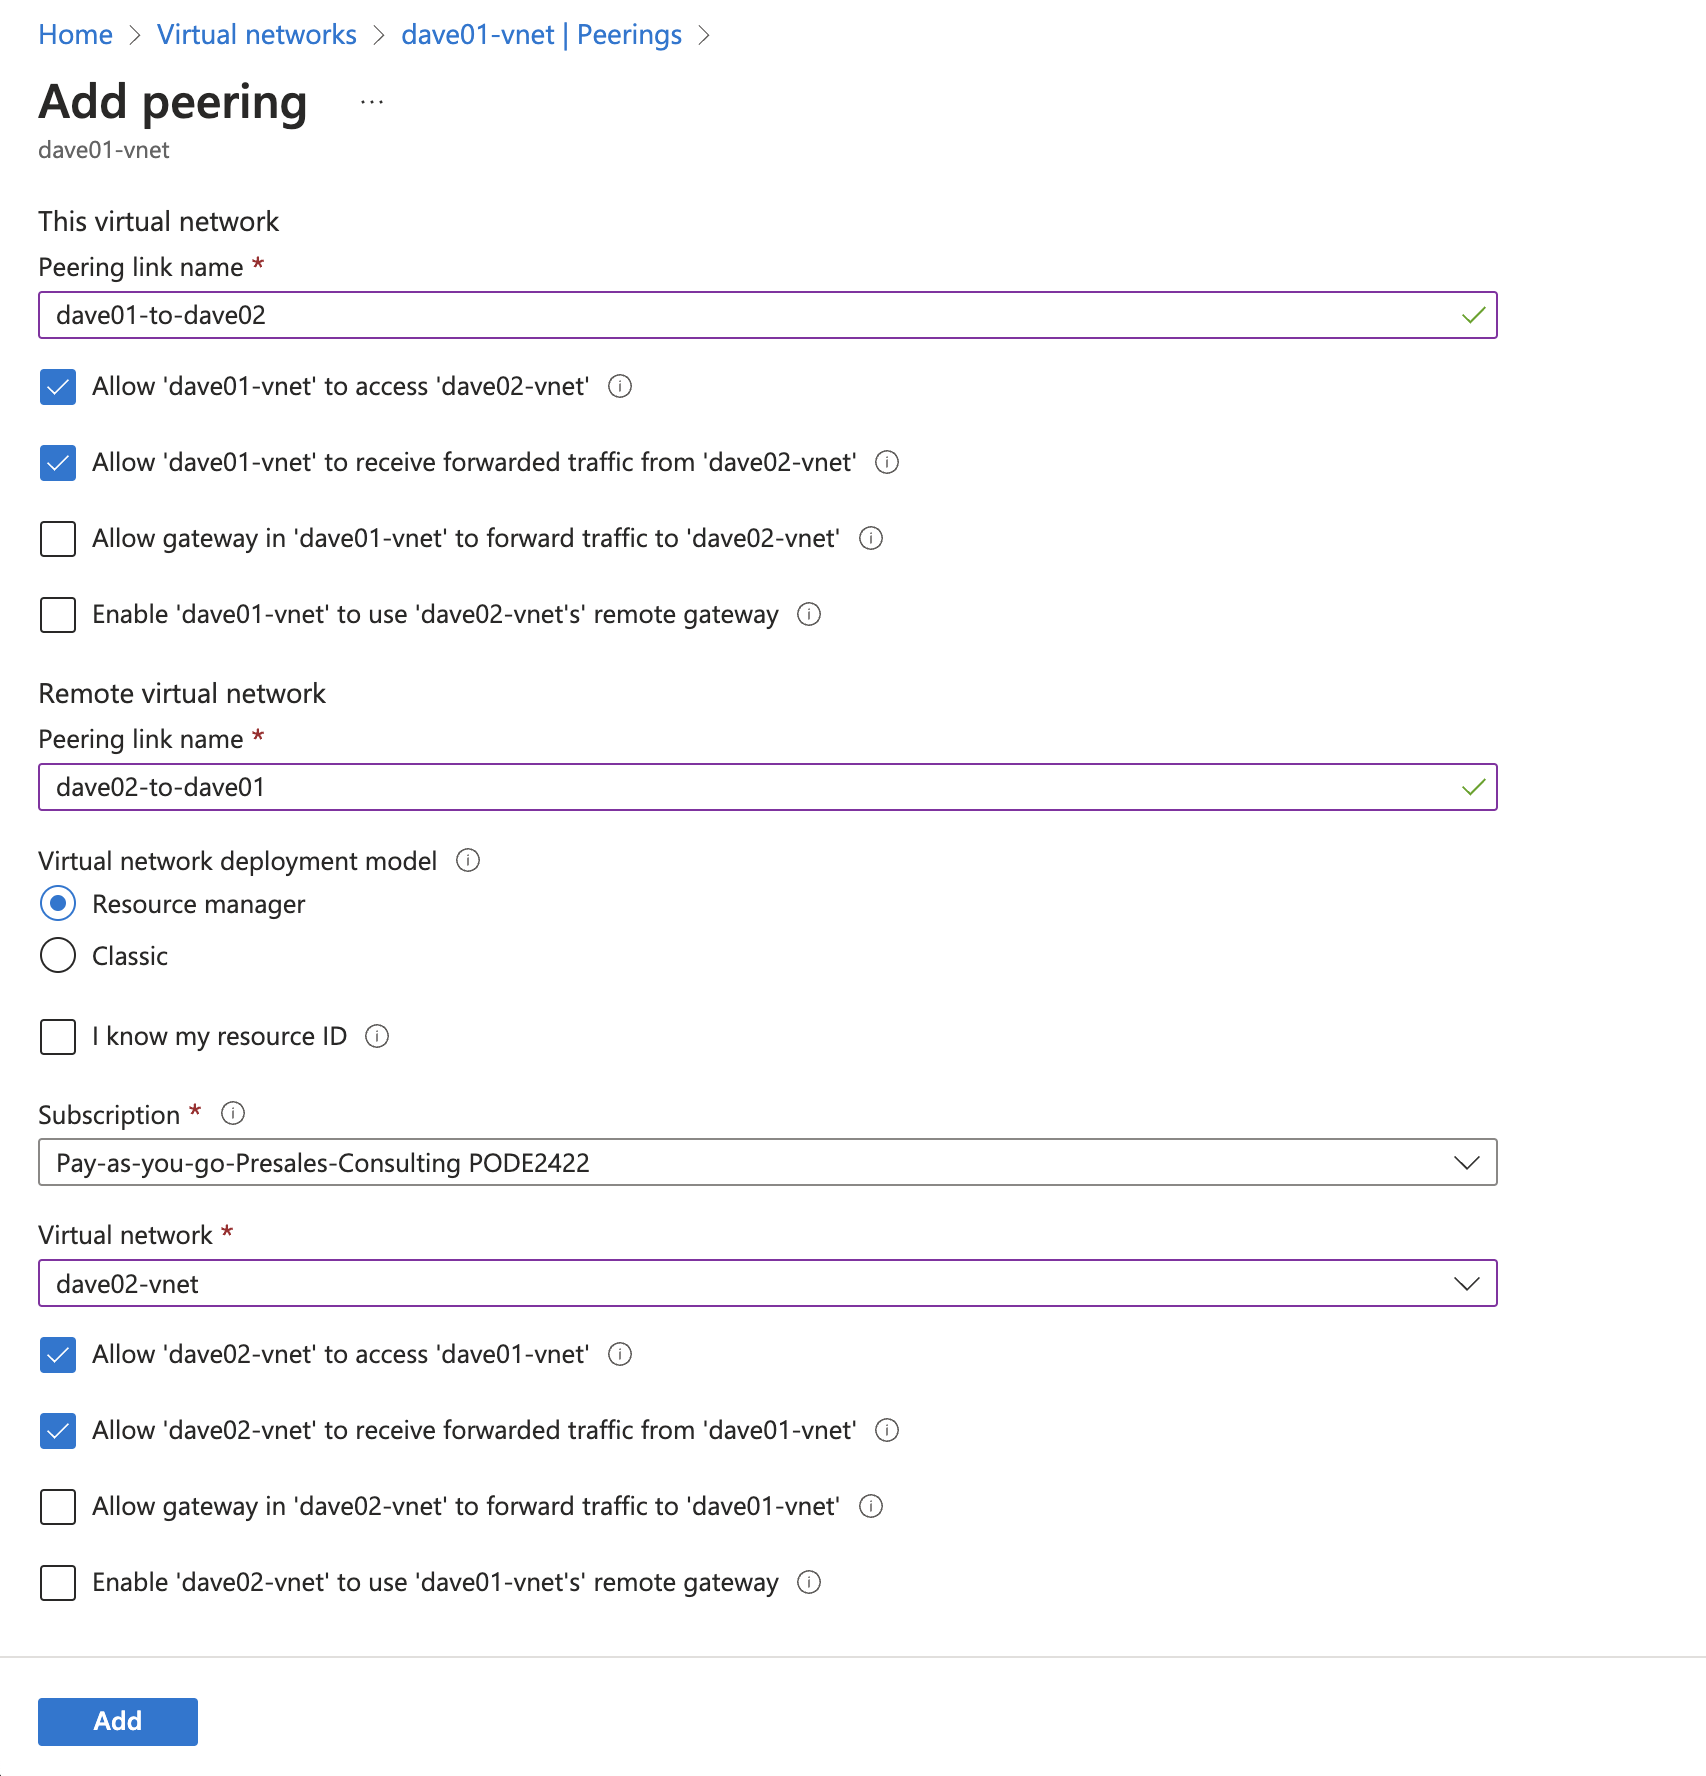 Home > Virtual networks > dave01-vnet | Peerings >
Add peering ...
dave01-vnet
This virtual network
Peering link name *
dave01-to-dave02
Allow 'dave01-vnet' to access 'dave02-vnet'
Allow 'dave01-vnet' to receive forwarded traffic from 'dave02-vnet'
Allow gateway in 'dave01-vnet' to forward traffic to 'dave02-vnet'
Enable 'dave01-vnet' to use 'dave02-vnet's' remote gateway
Remote virtual network
Peering link name *
dave02-to-dave01
Virtual network deployment model
Resource manager
Classic
I know my resource ID
Subscription *
Pay-as-you-go-Presales-Consulting PODE2422
Virtual network *
dave02-vnet
Allow 'dave02-vnet' to access 'dave01-vnet'
Allow 'dave02-vnet' to receive forwarded traffic from 'dave01-vnet'
Allow gateway in 'dave02-vnet' to forward traffic to 'dave01-vnet'
Enable 'dave02-vnet' to use 'dave01-vnet's' remote gateway
Add